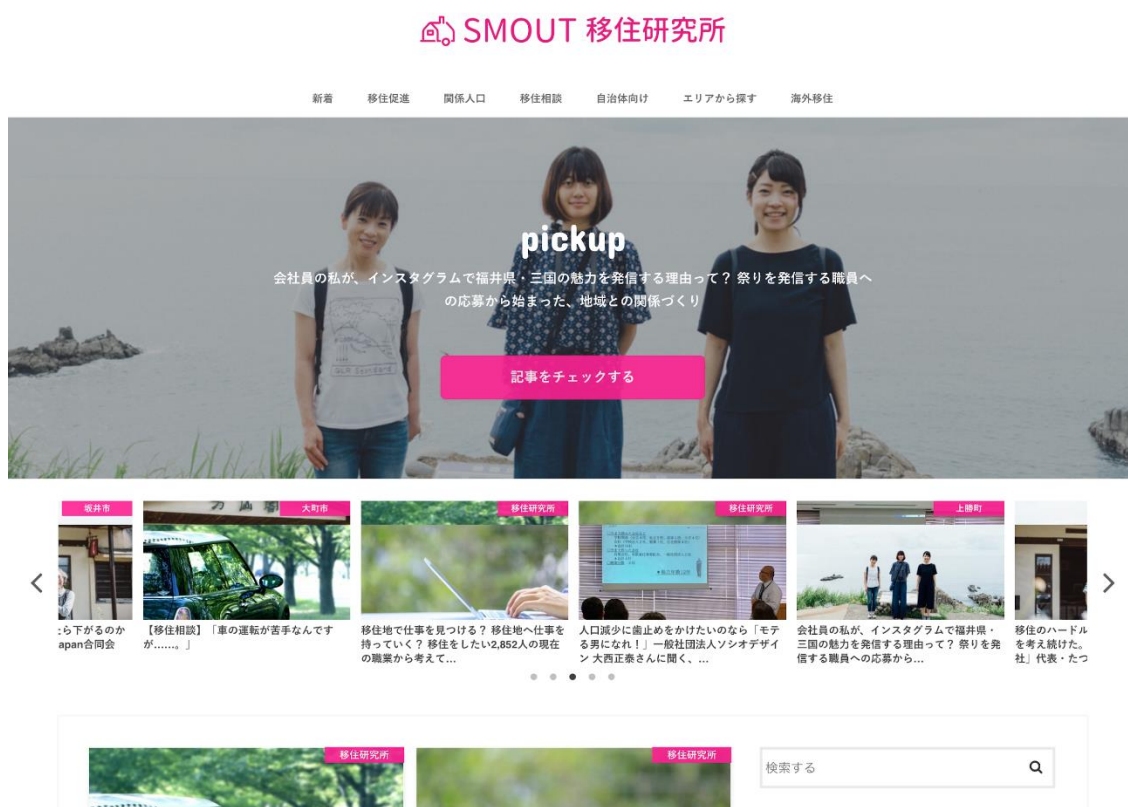 SMOUT 移住研究所
新着 移住促進 関係人口 移住相談 自治体向け エリアから探す 海外移住
pickup
会社員の私が、インスタグラムで福井県・三国の魅力を発信する理由って？ 祭りを発信する職員へ
の応募から始まった、地域との関係づくり
記事をチェックする
坂井市
ら下がるのか
apan合同会
大町市
【移住相談】「車の運転が苦手なんです
が……。」
移住研究所
移住地で仕事を見つける？ 移住地へ仕事を
持っていく？ 移住をしたい2,852人の現在
の職業から考えて…
移住研究所
人口減少に歯止めをかけたいのなら「モテ
る男になれ！」一般社団法人ソシオデザイ
ン 大西正泰さんに聞く、…
上勝町
会社員の私が、インスタグラムで福井県・
三国の魅力を発信する理由って？ 祭りを発
信する職員への応募から…
移住のハードル
を考え続けた。
社」代表・たつ
移住研究所
移住研究所
検索する